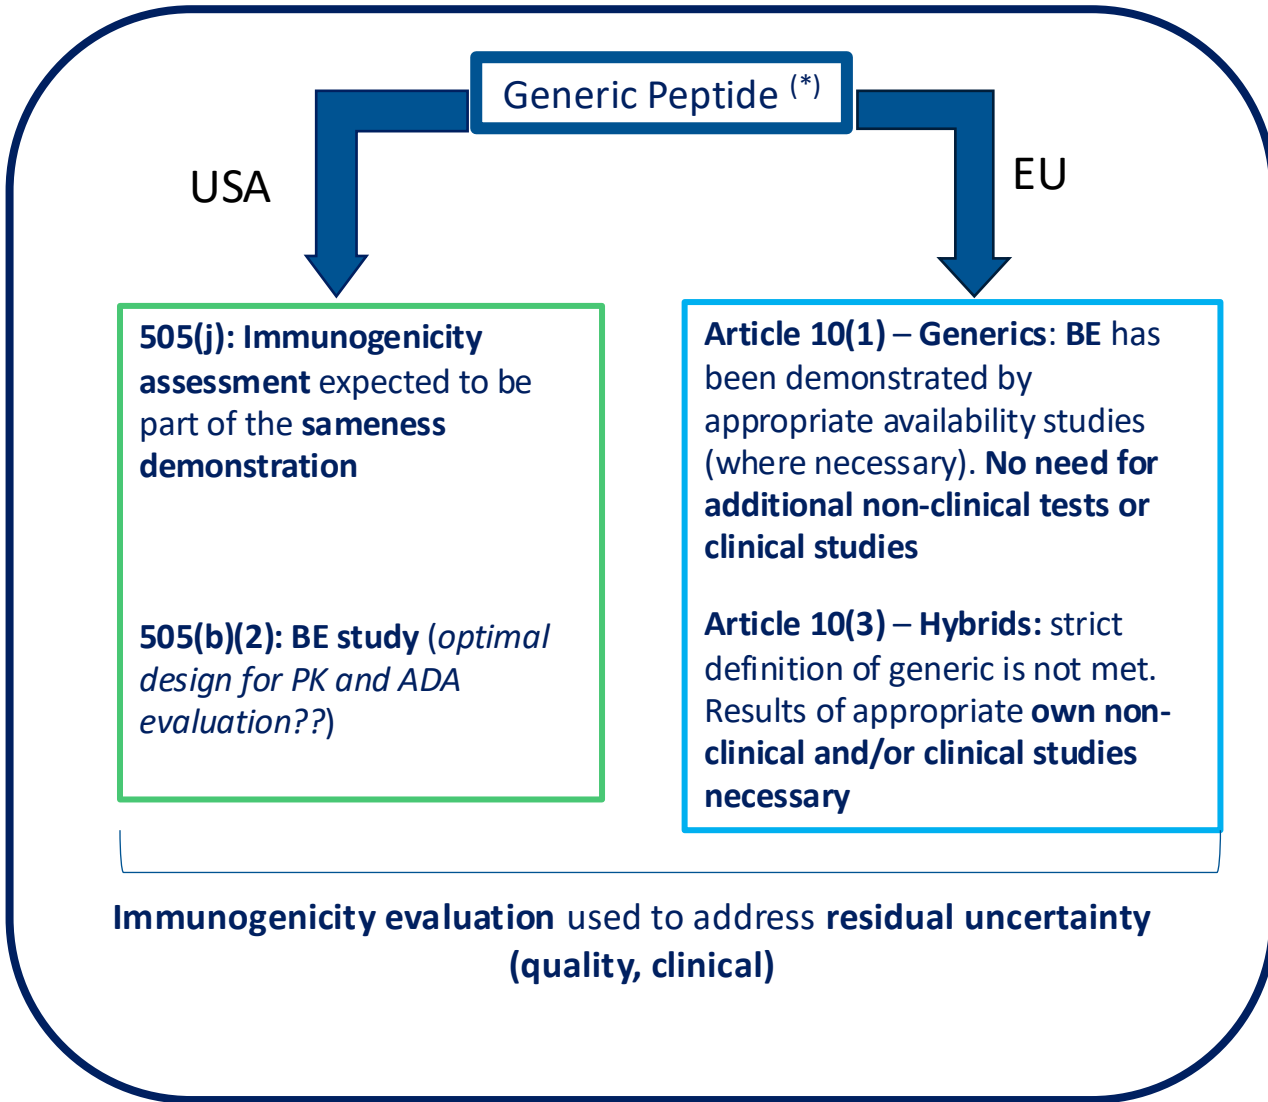 Generic Peptide (*)
USA
EU
505(j): Immunogenicity
assessment expected to be
part of the sameness
demonstration
505(b)(2): BE study (optimal
design for PK and ADA
evaluation??)
Article 10(1) – Generics: BE has
been demonstrated by
appropriate availability studies
(where necessary). No need for
additional non-clinical tests or
clinical studies
Article 10(3) – Hybrids: strict
definition of generic is not met.
Results of appropriate own non-
clinical and/or clinical studies
necessary
Immunogenicity evaluation used to address residual uncertainty
(quality, clinical)